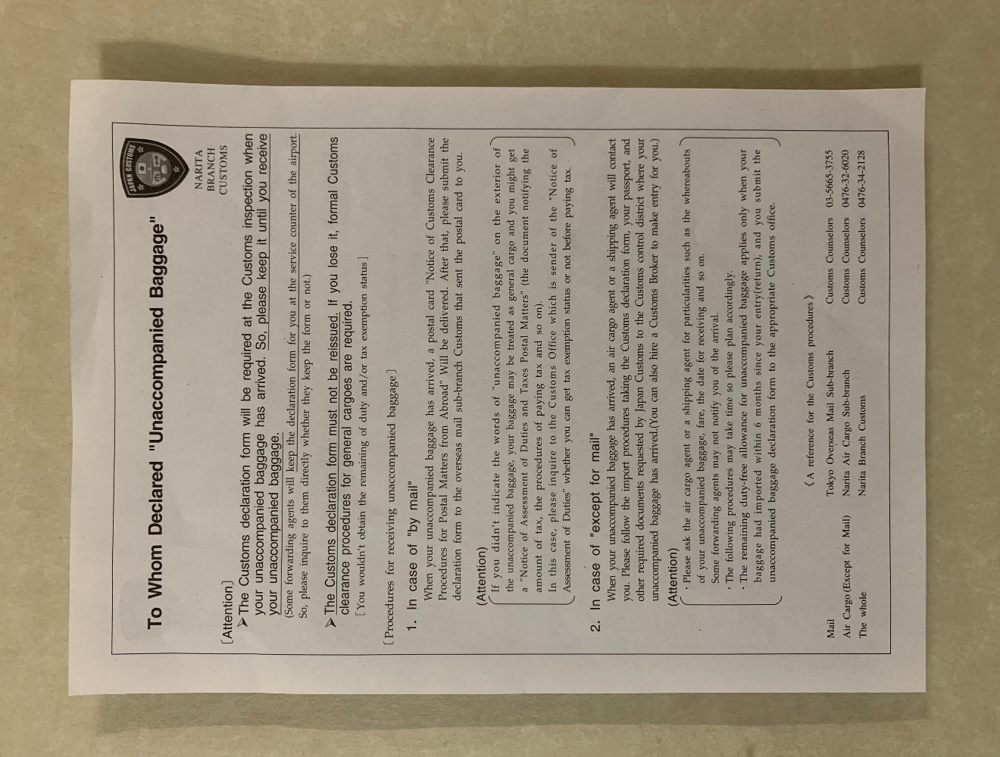 To Whom Declared "Unaccompanied Baggage"
JAPAN CUSTOMS
NARITA
BRANCH
CUSTOMS
[Attention]
➢ The Customs declaration form will be required at the Customs inspection when
your unaccompanied baggage has arrived. So, please keep it until you receive
your unaccompanied baggage.
(Some forwarding agents will keep the declaration form for you at the service counter of the airport.
So, please inquire to them directly whether they keep the form or not.)
➢ The Customs declaration form must not be reissued. If you lose it, formal Customs
clearance procedures for general cargoes are required.
[You wouldn't obtain the remaining of duty and/or tax exemption status]
[Procedures for receiving unaccompanied baggage]
1. In case of "by mail"
When your unaccompanied baggage has arrived, a postal card "Notice of Customs Clearance
Procedures for Postal Matters from Abroad" Will be delivered. After that, please submit the
declaration form to the overseas mail sub-branch Customs that sent the postal card to you.
(Attention)
If you didn't indicate the words of "unaccompanied baggage" on the exterior of
the unaccompanied baggage, your baggage may be treated as general cargo and you might get
a "Notice of Assessment of Duties and Taxes Postal Matters" (the document notifying the
amount of tax, the procedures of paying tax and so on).
In this case, please inquire to the Customs Office which is sender of the "Notice of
Assessment of Duties" whether you can get tax exemption status or not before paying tax.
2. In case of "except for mail"
When your unaccompanied baggage has arrived, an air cargo agent or a shipping agent will contact
you. Please follow the import procedures taking the Customs declaration form, your passport, and
other required documents requested by Japan Customs to the Customs control district where your
unaccompanied baggage has arrived.(You can also hire a Customs Broker to make entry for you.)
(Attention)
・Please ask the air cargo agent or a shipping agent for particularities such as the whereabouts
of your unaccompanied baggage, fare, the date for receiving and so on.
Some forwarding agents may not notify you of the arrival.
・The following procedures may take time so please plan accordingly.
・The remaining duty-free allowance for unaccompanied baggage applies only when your
baggage had imported within 6 months since your entry(return), and you submit the
unaccompanied baggage declaration form to the appropriate Customs office.
《A reference for the Customs procedures》
Mail Tokyo Overseas Mail Sub-branch Customs Counselors 03-5665-3755
Air Cargo(Except for Mail) Narita Air Cargo Sub-branch Customs Counselors 0476-32-6020
The whole Narita Branch Customs Customs Counselors 0476-34-2128